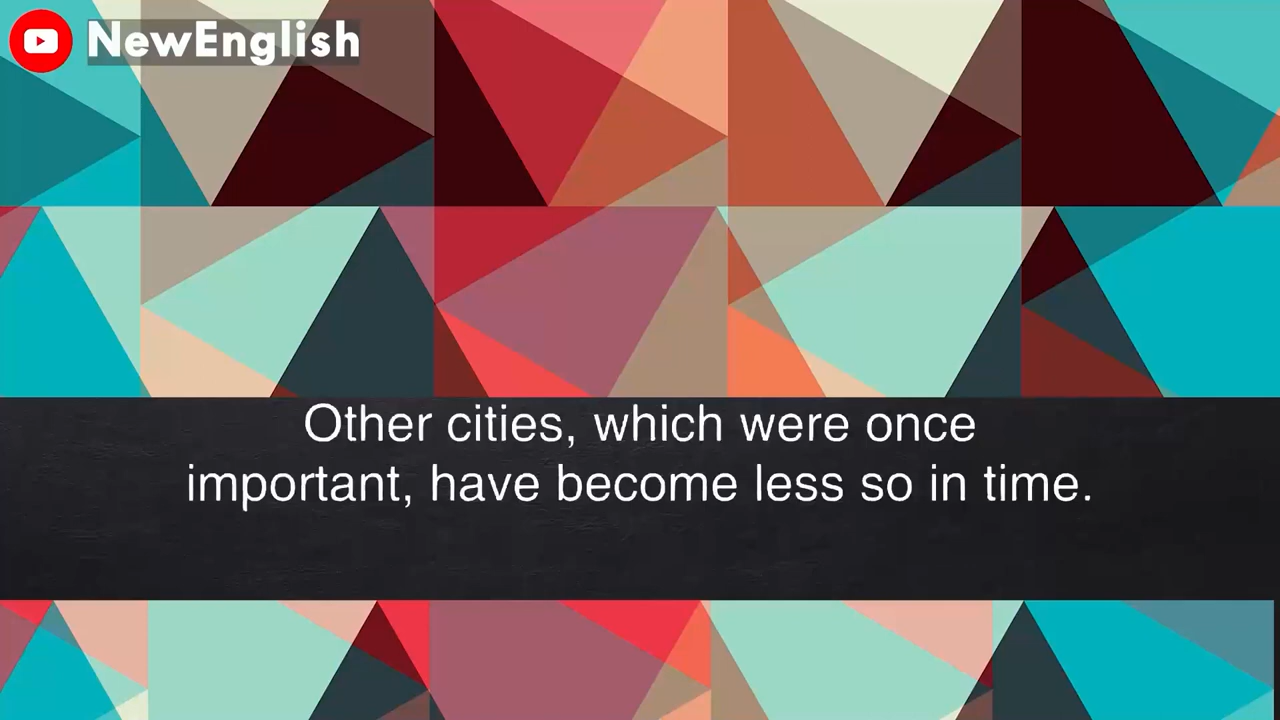 NewEnglish
Other cities, which were once
important, have become less so in time.